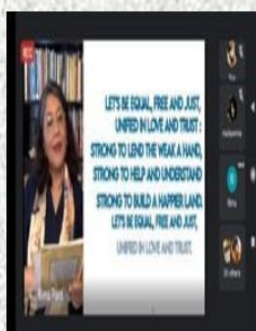 REC
LET'S BE EQUAL, FREE AND JUST,
UNIFIED IN LOVE AND TRUST :
STRONG TO LEND THE WEAK A HAND,
STRONG TO HELP AND UNDERSTAND
STRONG TO BUILD A HAPPIER LAND.
LET'S BE EQUAL, FREE AND JUST,
UNIFIED IN LOVE AND TRUST.